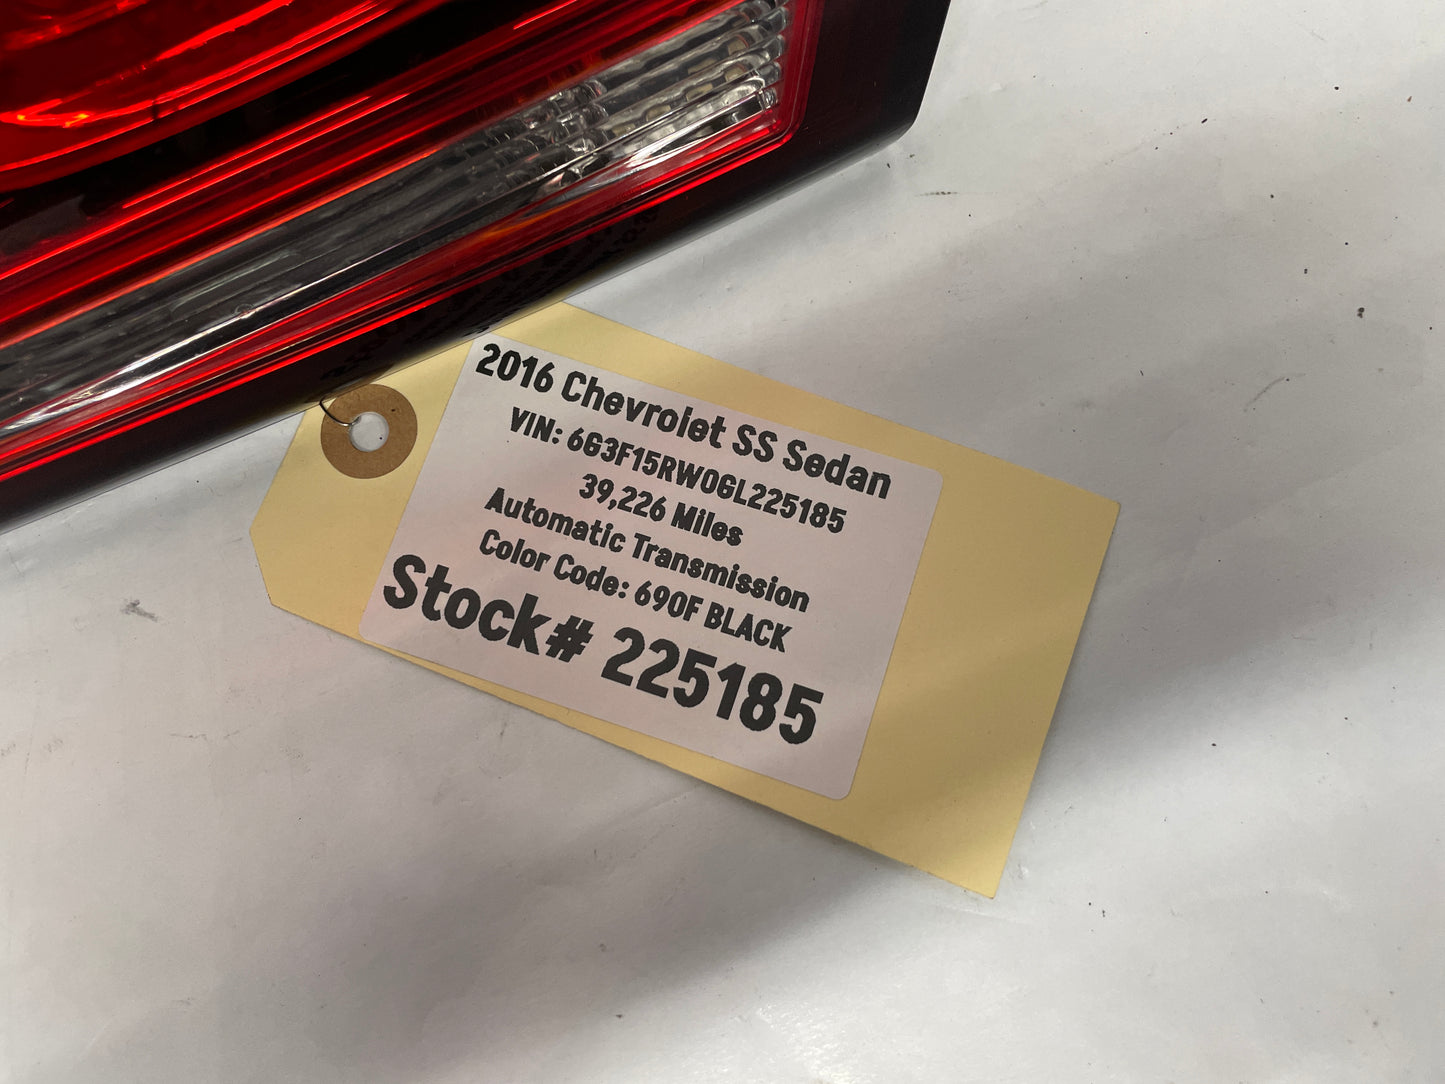 2016 Chevrolet SS Sedan
VIN: 6G3F15RW0GL225185
39,226 Miles
Automatic Transmission
Color Code: 690F BLACK
Stock# 225185